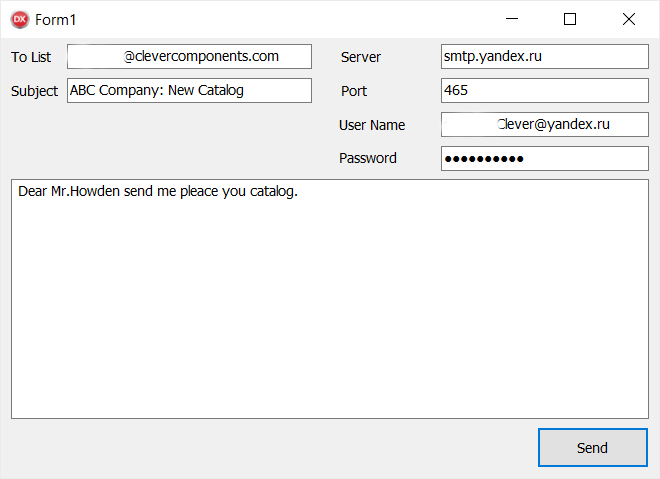 DX Form1
To List @clevercomponents.com Server smtp.yandex.ru
Subject ABC Company: New Catalog Port 465
User Name Clever@yandex.ru
Password ●●●●●●●●●●
Dear Mr.Howden send me pleace you catalog.
Send